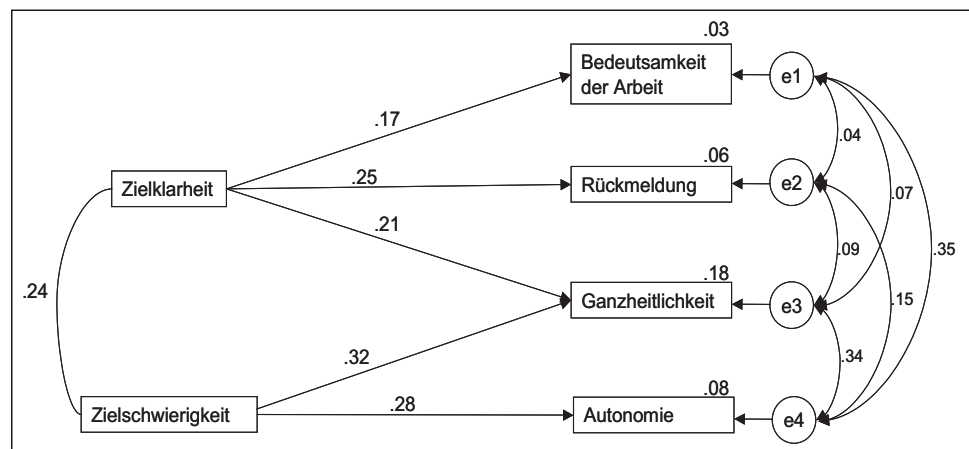 .03
Bedeutsamkeit
der Arbeit
e1
.17
.04
.06
Zielklarheit
.25
Rückmeldung
e2
.07
.21
.09
.35
.24
.18
Ganzheitlichkeit
e3
.15
.32
.34
.08
Zielschwierigkeit
.28
Autonomie
e4